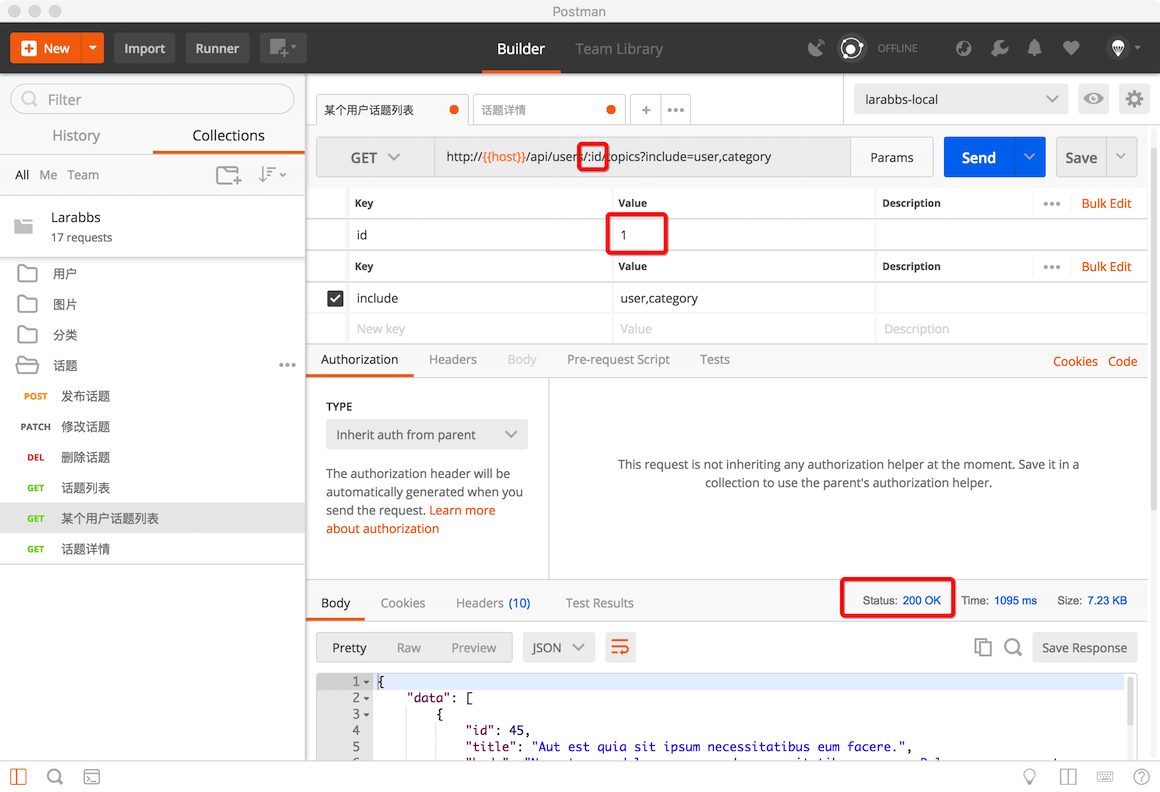 Postman
New
Import
Runner
Builder
Team Library
OFFLINE
Filter
History
Collections
All Me Team
Larabbs
17 requests
用户
图片
分类
话题
POST 发布话题
PATCH 修改话题
DEL 删除话题
GET 话题列表
GET 某个用户话题列表
GET 话题详情
某个用户话题列表
话题详情
larabbs-local
GET
http://{{host}}/api/users/:id/topics?include=user,category
Params
Send
Save
Key Value Description Bulk Edit
id 1
Key Value Description Bulk Edit
include user,category
New key Value Description
Authorization Headers Body Pre-request Script Tests
Cookies Code
TYPE
Inherit auth from parent
The authorization header will be
automatically generated when you
send the request. Learn more
about authorization
This request is not inheriting any authorization helper at the moment. Save it in a
collection to use the parent's authorization helper.
Body Cookies Headers (10) Test Results
Status: 200 OK Time: 1095 ms Size: 7.23 KB
Pretty Raw Preview JSON
Save Response
1 {
2 "data": [
3 {
4 "id": 45,
5 "title": "Aut est quia sit ipsum necessitatibus eum facere.",